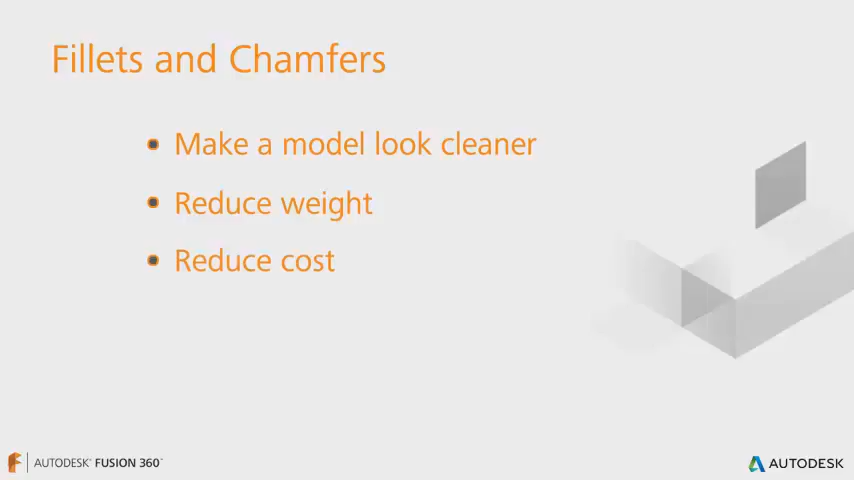 Fillets and Chamfers
Make a model look cleaner
Reduce weight
Reduce cost
AUTODESK® FUSION 360™
AUTODESK